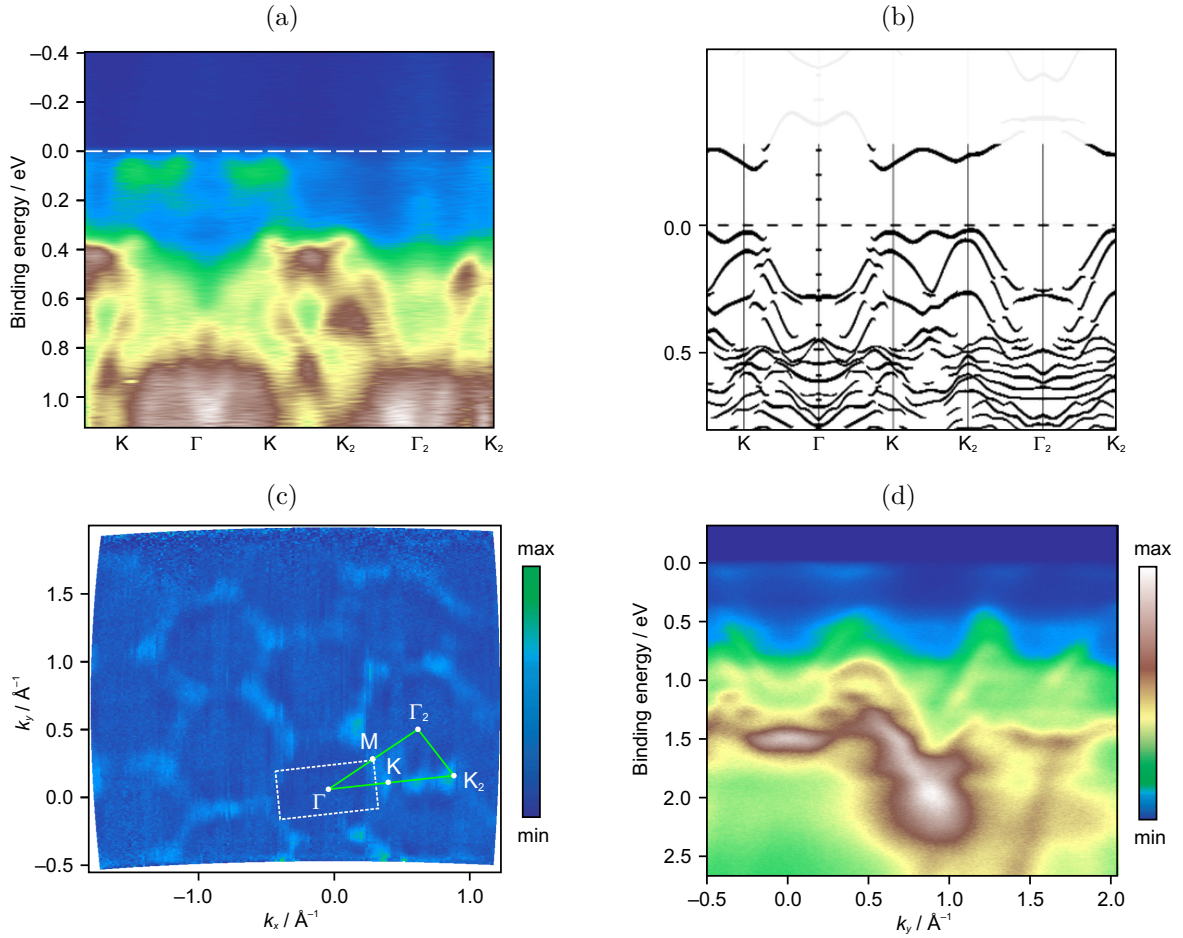 (a)
–0.4
–0.2
0.0
0.2
0.4
0.6
0.8
1.0
Binding energy / eV
K Γ K K₂ Γ₂ K₂
(b)
0.0
0.5
K Γ K K₂ Γ₂ K₂
(c)
1.5
1.0
0.5
0.0
–0.5
k_y / Å⁻¹
Γ₂
M
K
K₂
Γ
–1.0 0.0 1.0
k_x / Å⁻¹
max
min
(d)
0.0
0.5
1.0
1.5
2.0
2.5
Binding energy / eV
–0.5 0.0 0.5 1.0 1.5 2.0
k_y / Å⁻¹
max
min